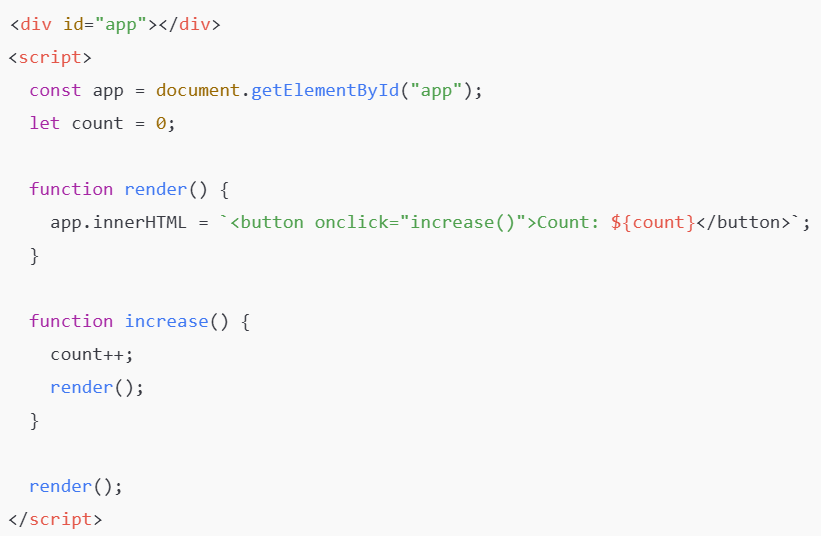 <div id="app"></div>
<script>
  const app = document.getElementById("app");
  let count = 0;

  function render() {
    app.innerHTML = `<button onclick="increase()">Count: ${count}</button>`;
  }

  function increase() {
    count++;
    render();
  }

  render();
</script>